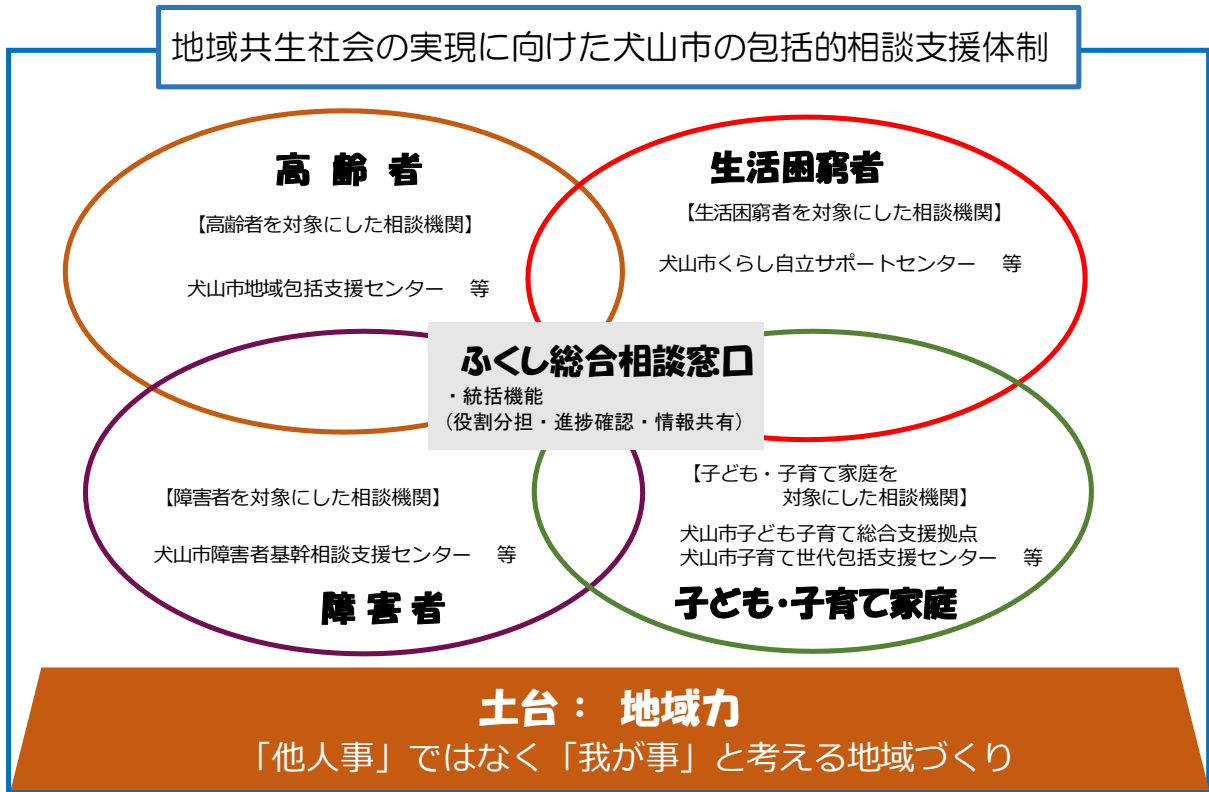 地域共生社会の実現に向けた犬山市の包括的相談支援体制
高 齢 者
【高齢者を対象にした相談機関】
犬山市地域包括支援センター 等
生活困窮者
【生活困窮者を対象にした相談機関】
犬山市くらし自立サポートセンター 等
ふくし総合相談窓口
・統括機能
(役割分担・進捗確認・情報共有)
【障害者を対象にした相談機関】
犬山市障害者基幹相談支援センター 等
障 害 者
【子ども・子育て家庭を
対象にした相談機関】
犬山市子ども子育て総合支援拠点
犬山市子育て世代包括支援センター 等
子ども・子育て家庭
土台： 地域力
「他人事」ではなく「我が事」と考える地域づくり